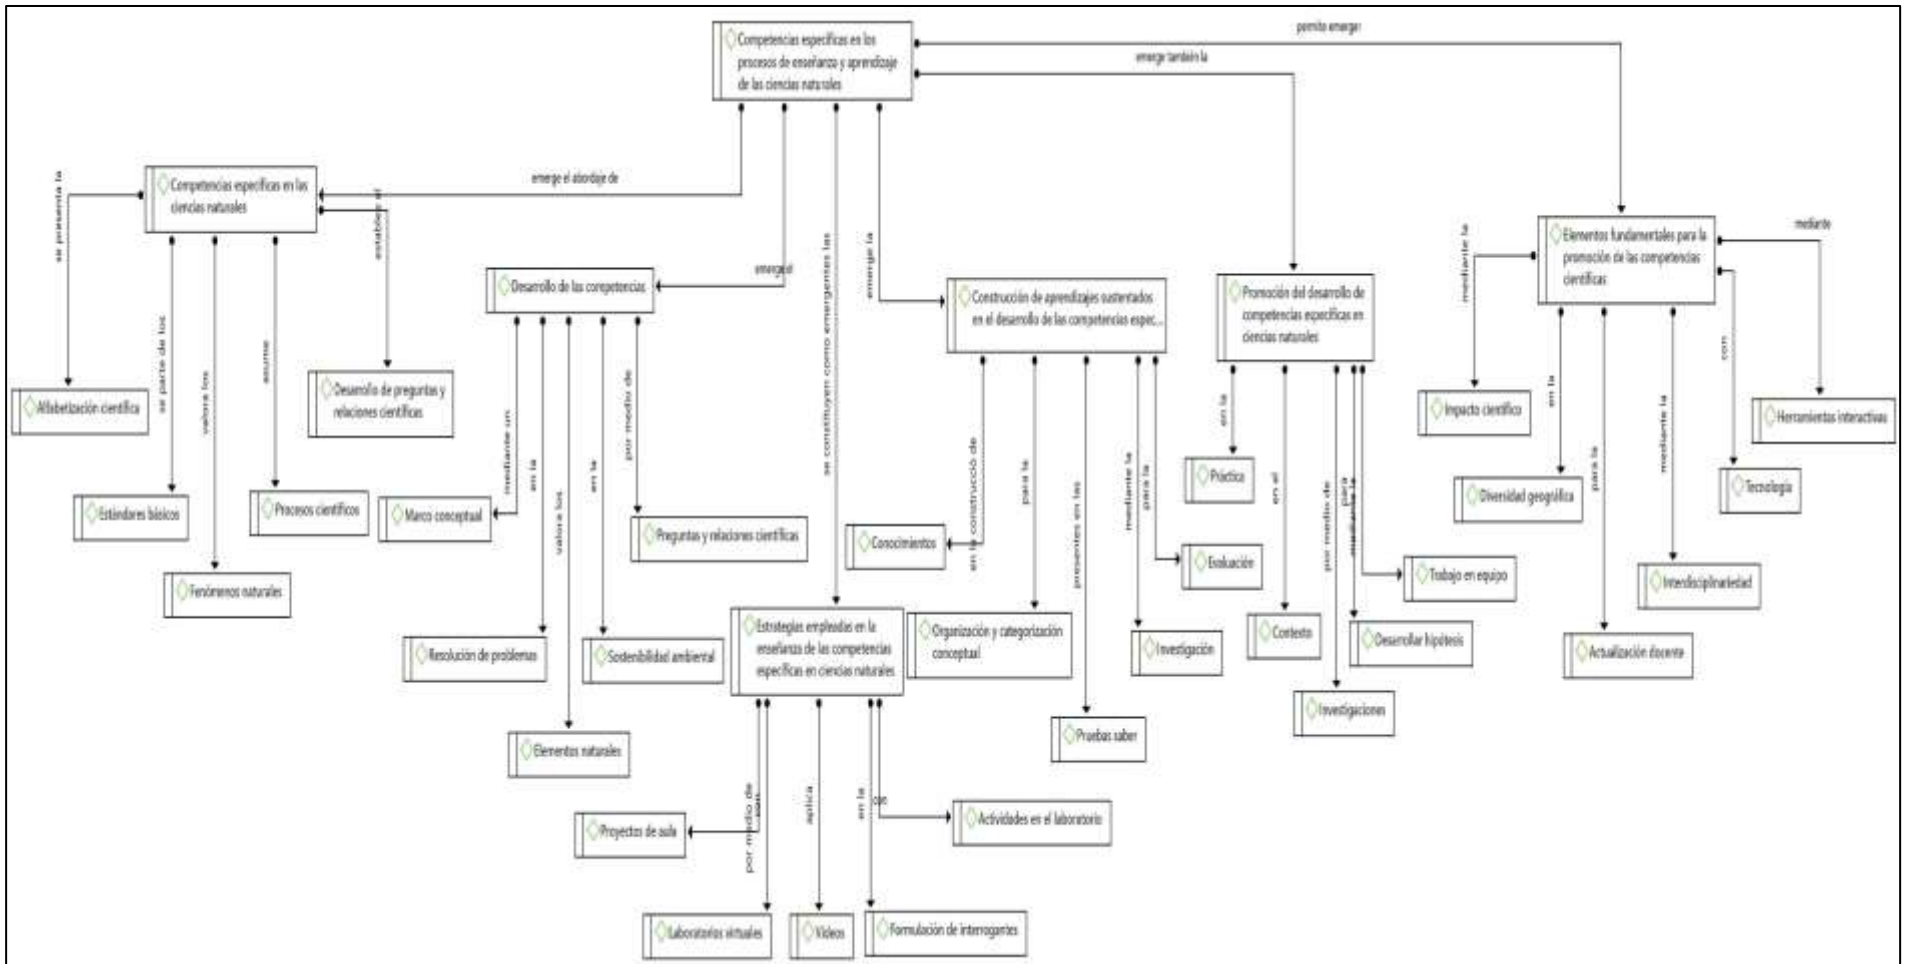 permite emerger
Competencias específicas en los
procesos de enseñanza y aprendizaje
de las ciencias naturales
emerge también la
emerge el abordaje de
se presenta la
Competencias específicas en las
ciencias naturales
establece el
se parte de los
valora los
asume
Alfabetización científica
Desarrollo de preguntas y
relaciones científicas
Estándares básicos
Procesos científicos
Fenómenos naturales
emerge el
Desarrollo de las competencias
mediante un
en la
valora los
en la
por medio de
Marco conceptual
Preguntas y relaciones científicas
Resolución de problemas
Sostenibilidad ambiental
Elementos naturales
se constituyen como emergentes las
Estrategias empleadas en la
enseñanza de las competencias
específicas en ciencias naturales
por medio de
con
aplica
en la
con
Proyectos de aula
Actividades en el laboratorio
Laboratorios virtuales
Vídeos
Formulación de interrogantes
emerge la
Construcción de aprendizajes sustentados
en el desarrollo de las competencias espec...
en la construcció de
para la
presentes en las
mediante la
para la
Conocimientos
Evaluación
Organización y categorización
conceptual
Investigación
Pruebas saber
Promoción del desarrollo de
competencias específicas en
ciencias naturales
en la
en el
por medio de
para
mediante la
Práctica
Trabajo en equipo
Contexto
Desarrollar hipótesis
Investigaciones
Elementos fundamentales para la
promoción de las competencias
científicas
mediante la
mediante
en la
para la
mediante la
con
Impacto científico
Herramientas interactivas
Diversidad geográfica
Tecnología
Interdisciplinariedad
Actualización docente